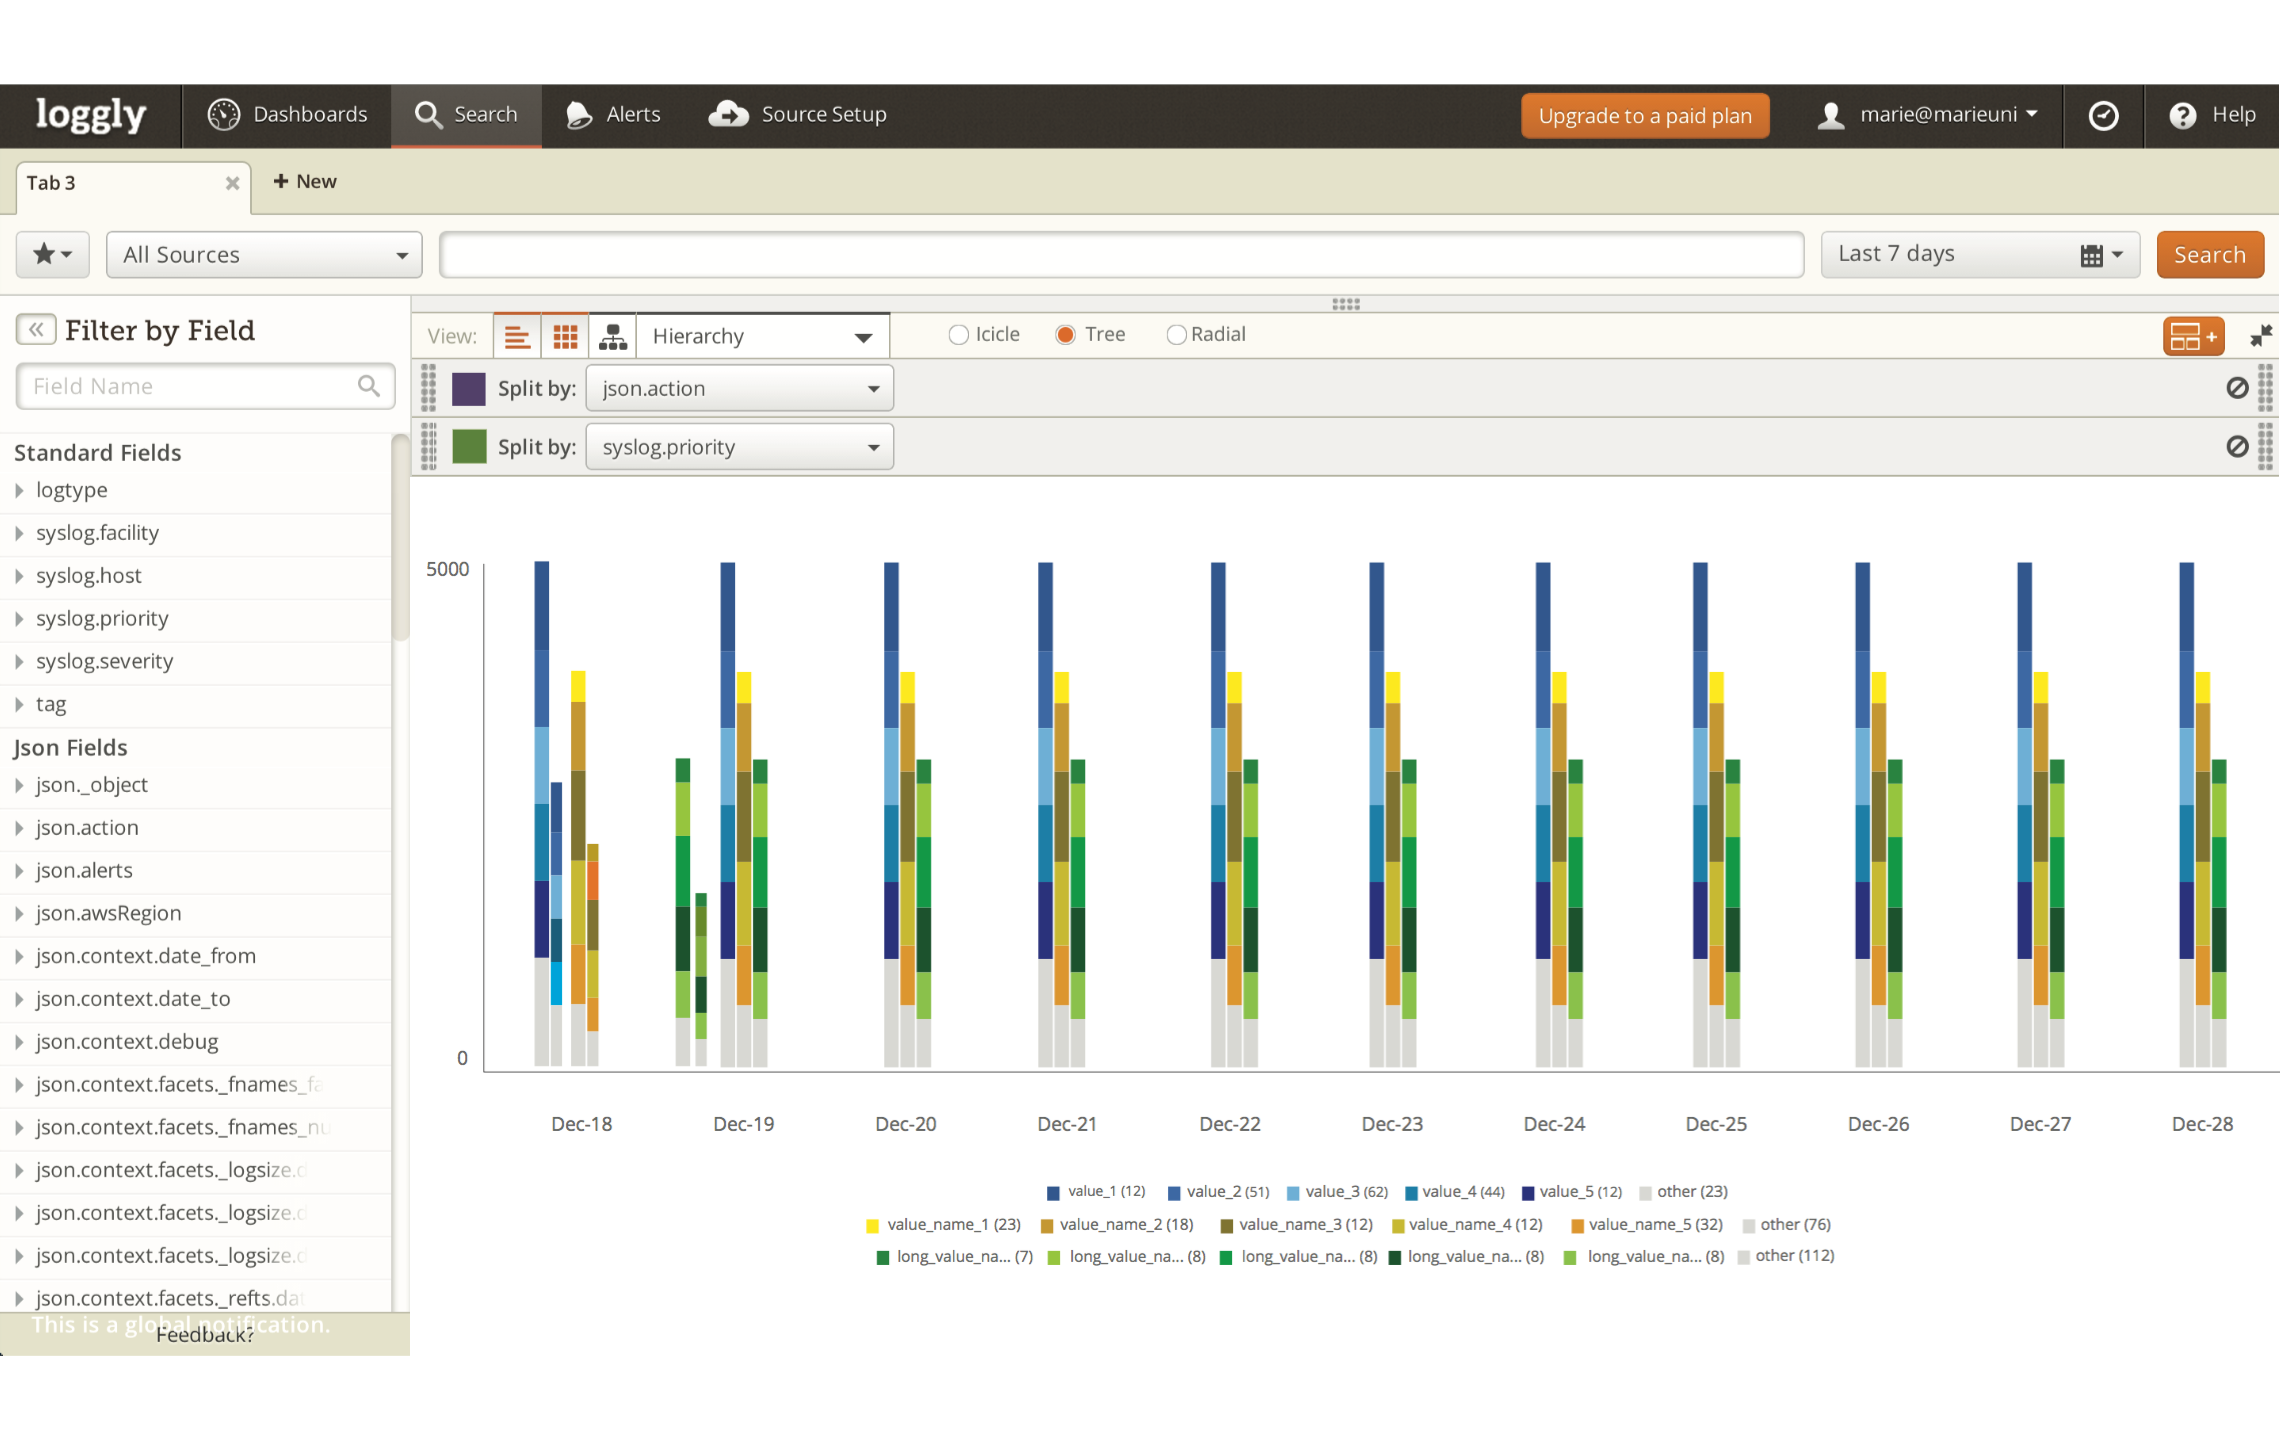 loggly Dashboards Search Alerts Source Setup Upgrade to a paid plan marie@marieuni Help
Tab 3 New
All Sources Last 7 days Search
Filter by Field
View: Hierarchy Icicle Tree Radial
Field Name
Split by: json.action
Split by: syslog.priority
Standard Fields
logtype
syslog.facility
syslog.host
syslog.priority
syslog.severity
tag
Json Fields
json._object
json.action
json.alerts
json.awsRegion
json.context.date_from
json.context.date_to
json.context.debug
json.context.facets._fnames_fa
json.context.facets._fnames_nu
json.context.facets._logsize.d
json.context.facets._logsize.d
json.context.facets._logsize.d
json.context.facets._refts.dat
This is a global notification.
Feedback?
5000
0
Dec-18 Dec-19 Dec-20 Dec-21 Dec-22 Dec-23 Dec-24 Dec-25 Dec-26 Dec-27 Dec-28
value_1 (12) value_2 (51) value_3 (62) value_4 (44) value_5 (12) other (23)
value_name_1 (23) value_name_2 (18) value_name_3 (12) value_name_4 (12) value_name_5 (32) other (76)
long_value_na... (7) long_value_na... (8) long_value_na... (8) long_value_na... (8) long_value_na... (8) other (112)